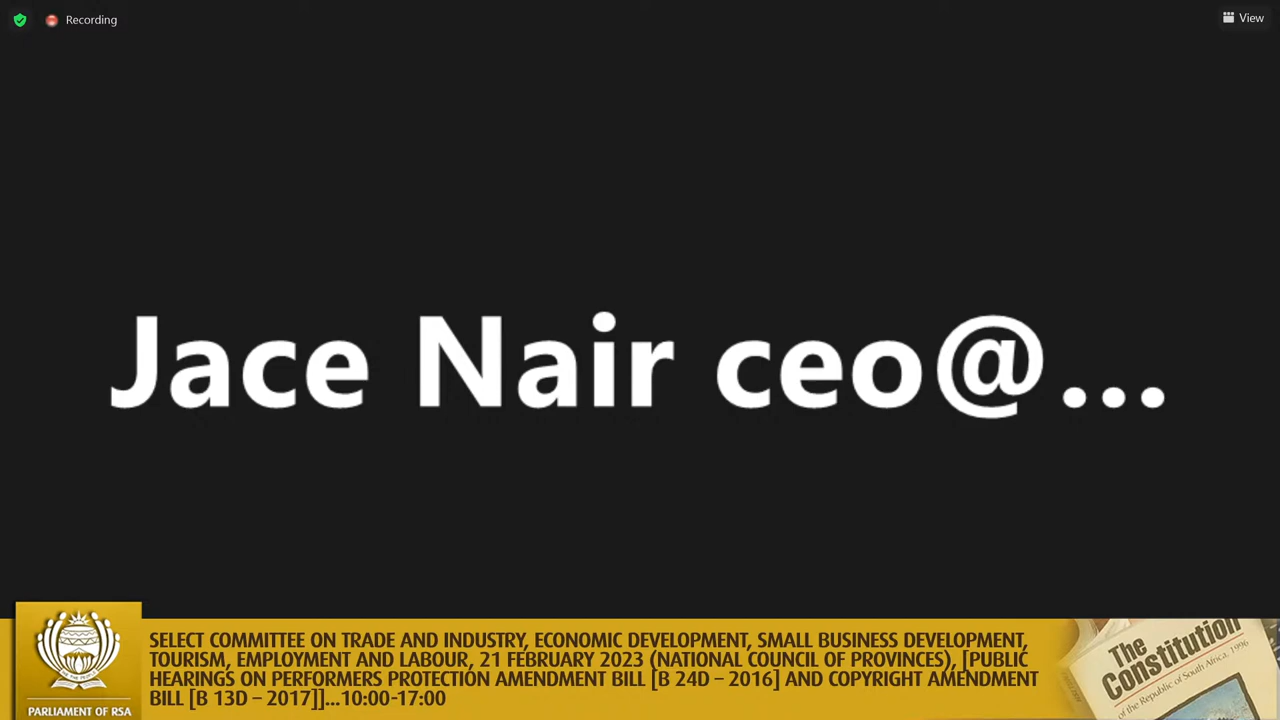 Recording
View
Jace Nair ceo@...
SELECT COMMITTEE ON TRADE AND INDUSTRY, ECONOMIC DEVELOPMENT, SMALL BUSINESS DEVELOPMENT,
TOURISM, EMPLOYMENT AND LABOUR, 21 FEBRUARY 2023 (NATIONAL COUNCIL OF PROVINCES), [PUBLIC
HEARINGS ON PERFORMERS PROTECTION AMENDMENT BILL [B 24D – 2016] AND COPYRIGHT AMENDMENT
BILL [B 13D – 2017]]...10:00-17:00
PARLIAMENT OF RSA
The
Constitution
of the Republic of South Africa, 1996